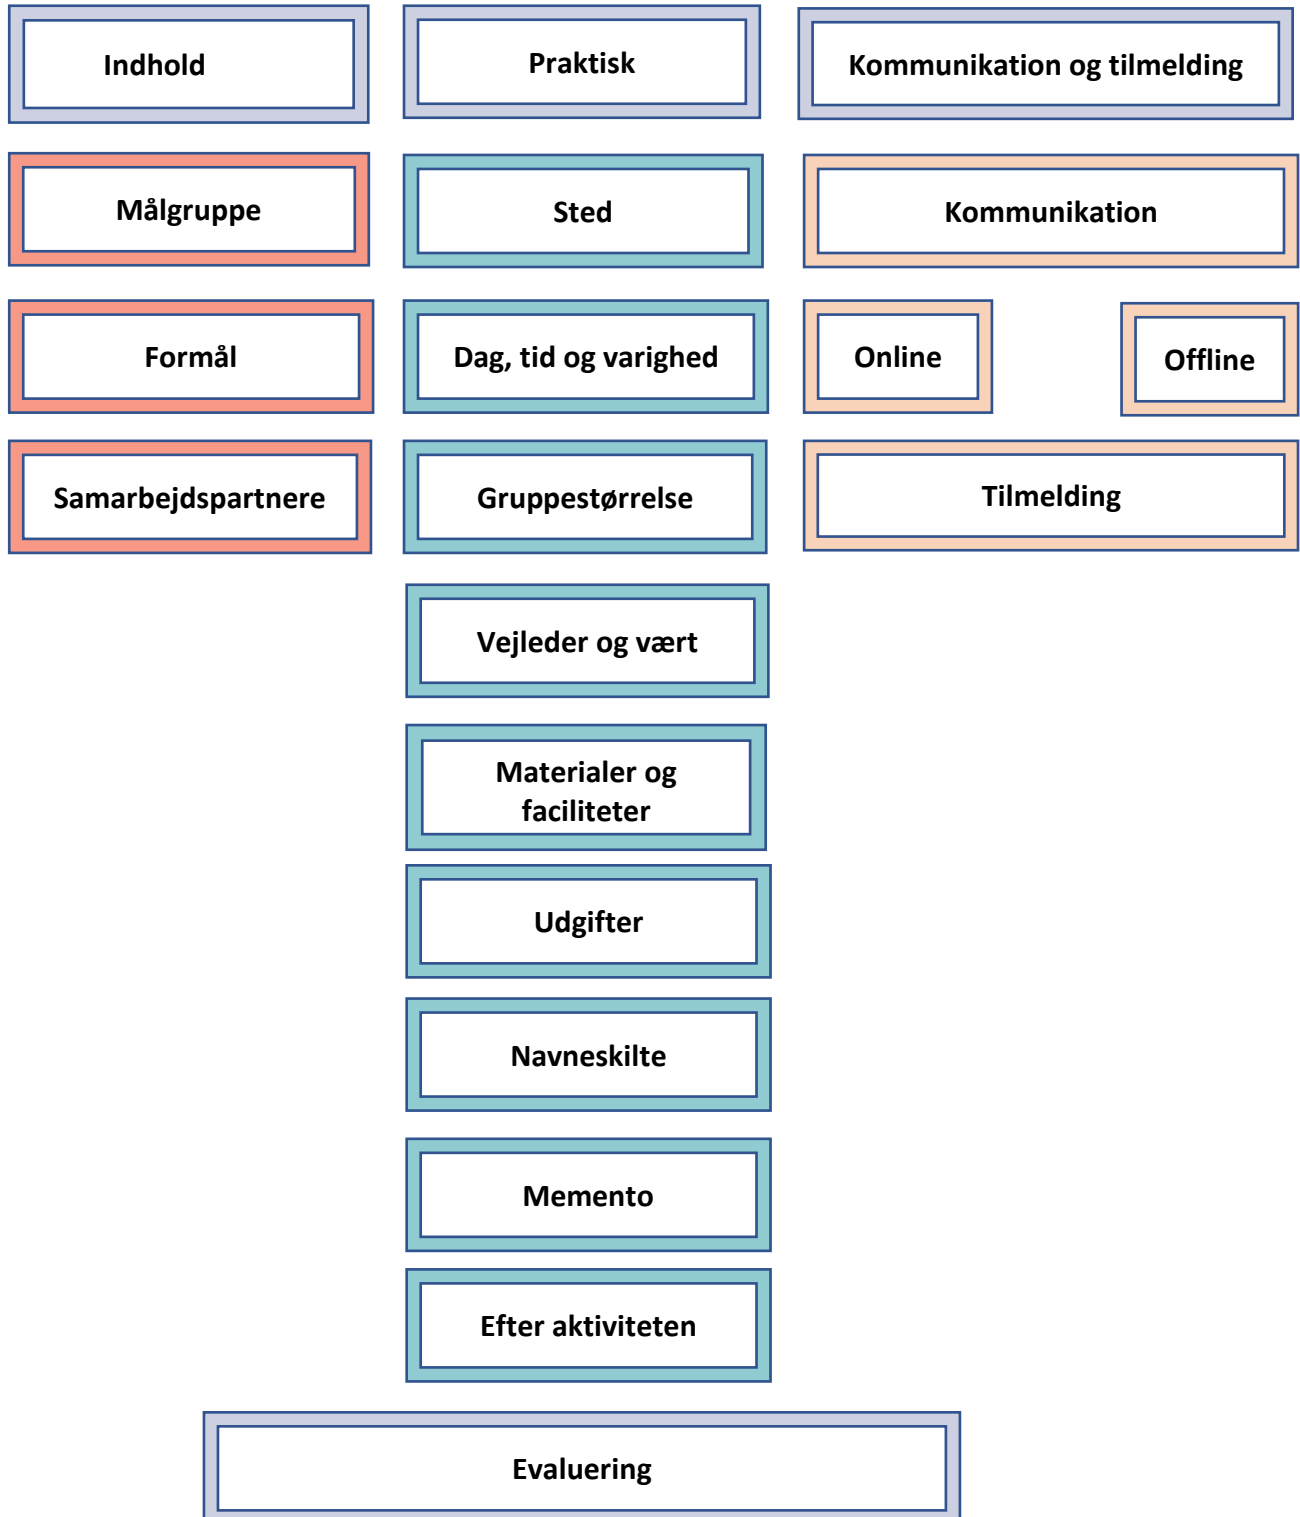 Indhold
Praktisk
Kommunikation og tilmelding
Målgruppe
Sted
Kommunikation
Formål
Dag, tid og varighed
Online
Offline
Samarbejdspartnere
Gruppestørrelse
Tilmelding
Vejleder og vært
Materialer og
faciliteter
Udgifter
Navneskilte
Memento
Efter aktiviteten
Evaluering